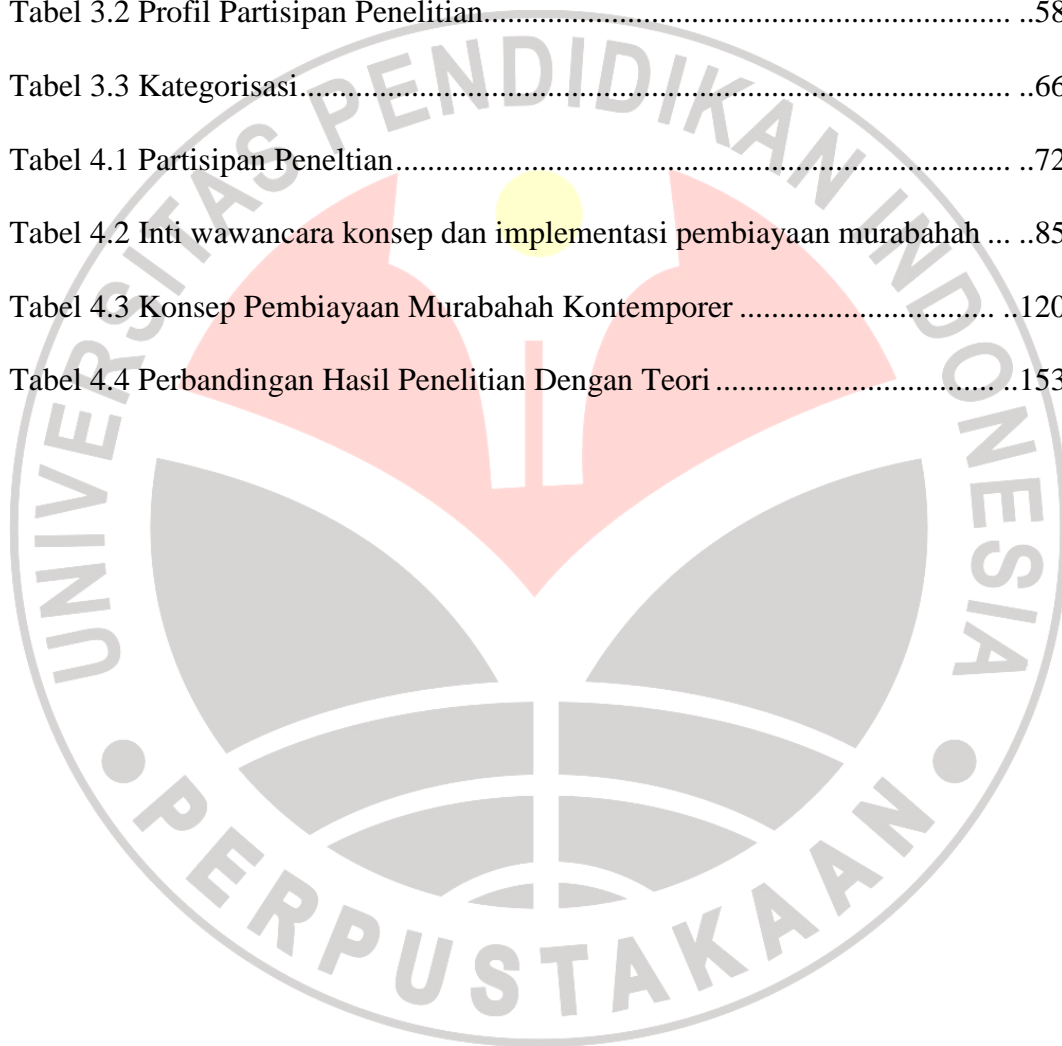 Tabel 3.2 Profil Partisipan Penelitian.................................................................................. ..58
Tabel 3.3 Kategorisasi............................................................................................................. ..66
Tabel 4.1 Partisipan Peneltian............................................................................................... ..72
Tabel 4.2 Inti wawancara konsep dan implementasi pembiayaan murabahah ... ..85
Tabel 4.3 Konsep Pembiayaan Murabahah Kontemporer ............................... ..120
Tabel 4.4 Perbandingan Hasil Penelitian Dengan Teori.................................... ..153
UNIVERSITAS PENDIDIKAN INDONESIA
PERPUSTAKAAN